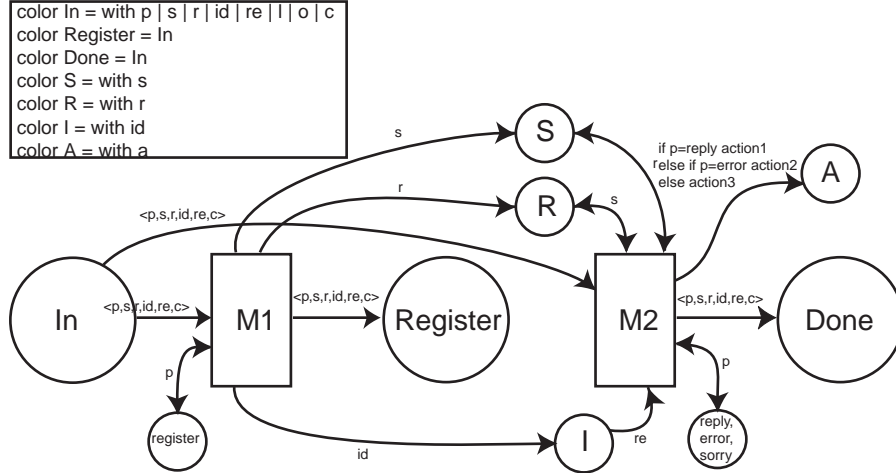 color In = with p | s | r | id | re | l | o | c
color Register = In
color Done = In
color S = with s
color R = with r
color I = with id
color A = with a
s
S
if p=reply action1
r else if p=error action2
else action3
A
r
R
s
<p,s,r,id,re,c>
In
<p,s,r,id,re,c>
M1
<p,s,r,id,re,c>
Register
M2
<p,s,r,id,re,c>
Done
p
register
id
I
re
p
reply,
error,
sorry